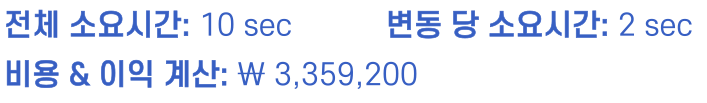 전체 소요시간: 10 sec 변동 당 소요시간: 2 sec
비용 & 이익 계산: ₩ 3,359,200